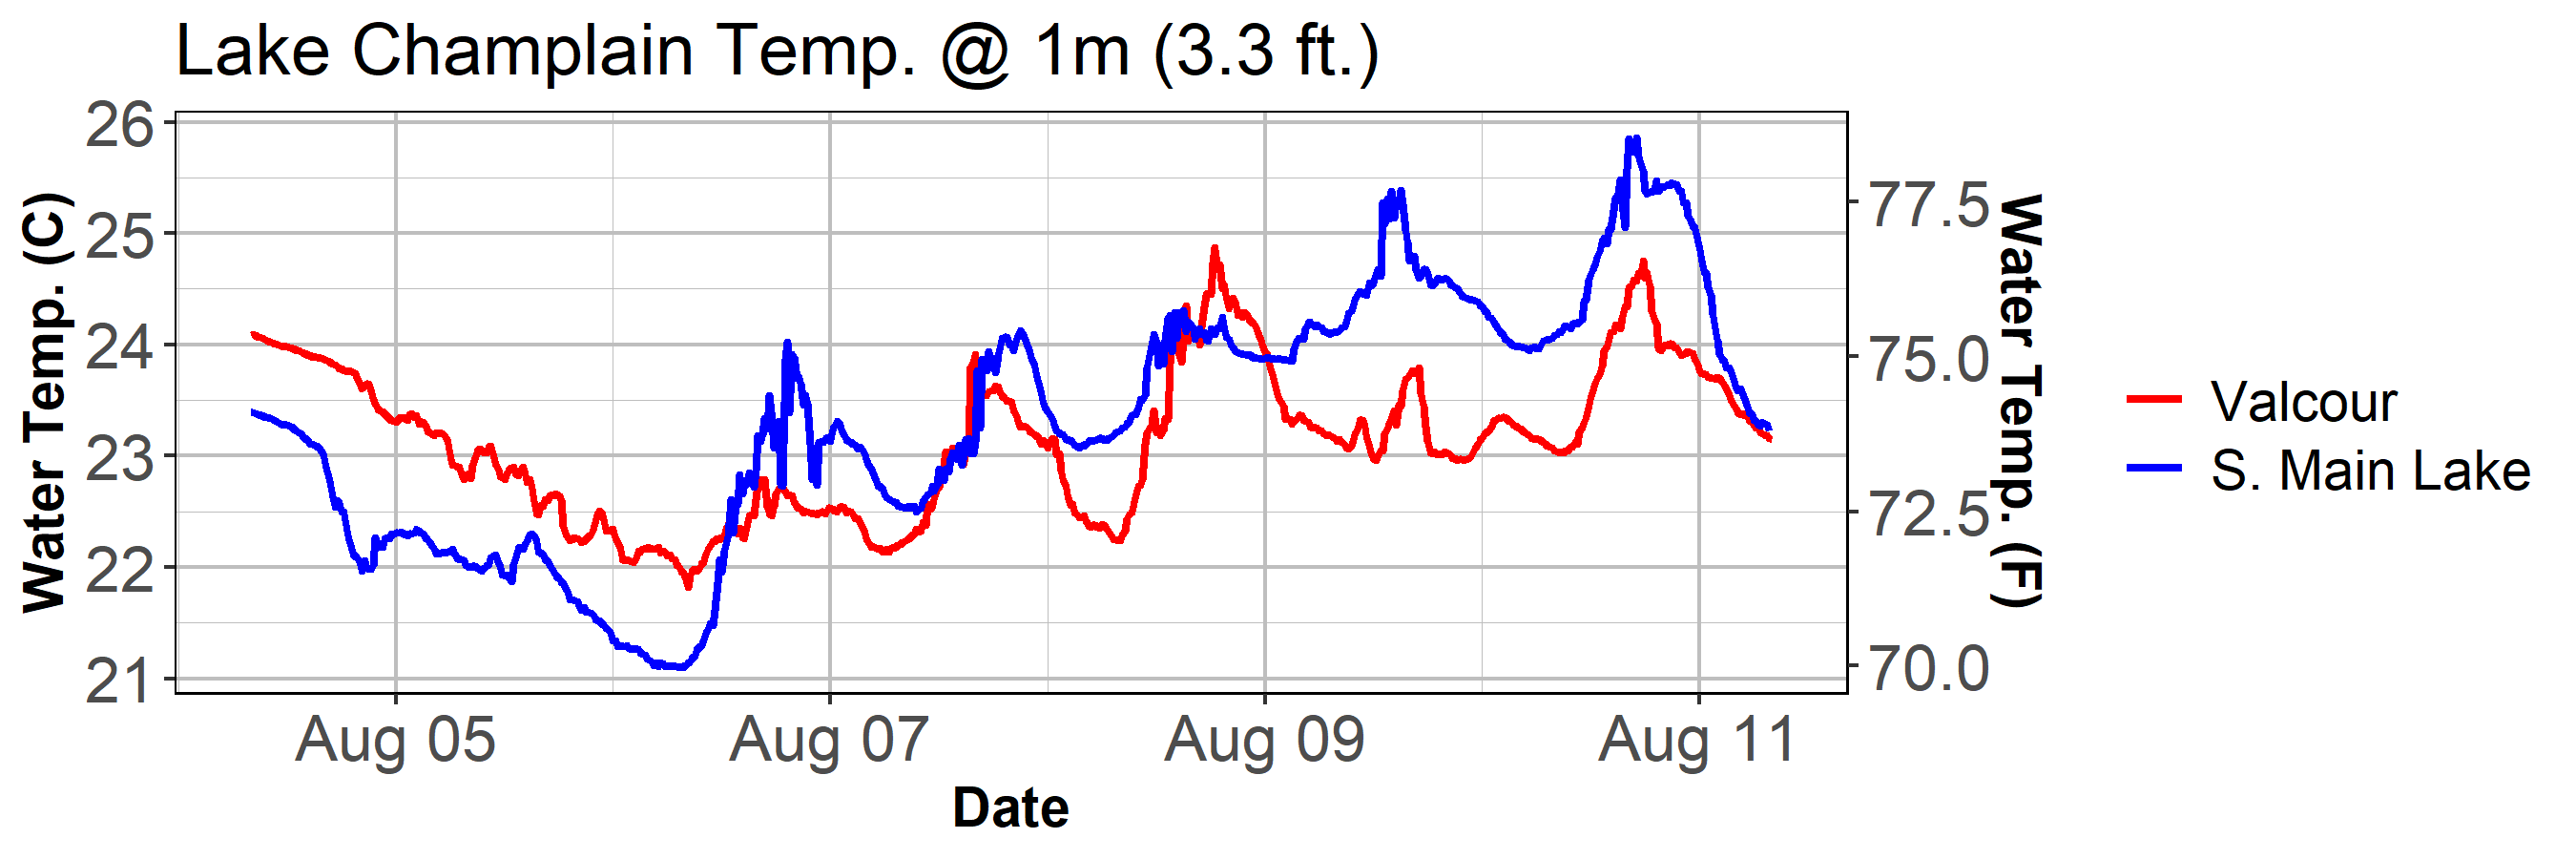 Lake Champlain Temp. @ 1m (3.3 ft.)
Water Temp. (C)
26
25
24
23
22
21
77.5
75.0
72.5
70.0
Water Temp. (F)
Aug 05
Aug 07
Aug 09
Aug 11
Date
Valcour
S. Main Lake